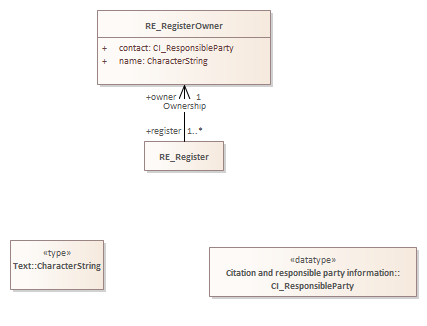 RE_RegisterOwner
+ contact: CI_ResponsibleParty
+ name: CharacterString
+owner 1
Ownership
+register 1..*
RE_Register
«type»
Text::CharacterString
«datatype»
Citation and responsible party information::
CI_ResponsibleParty